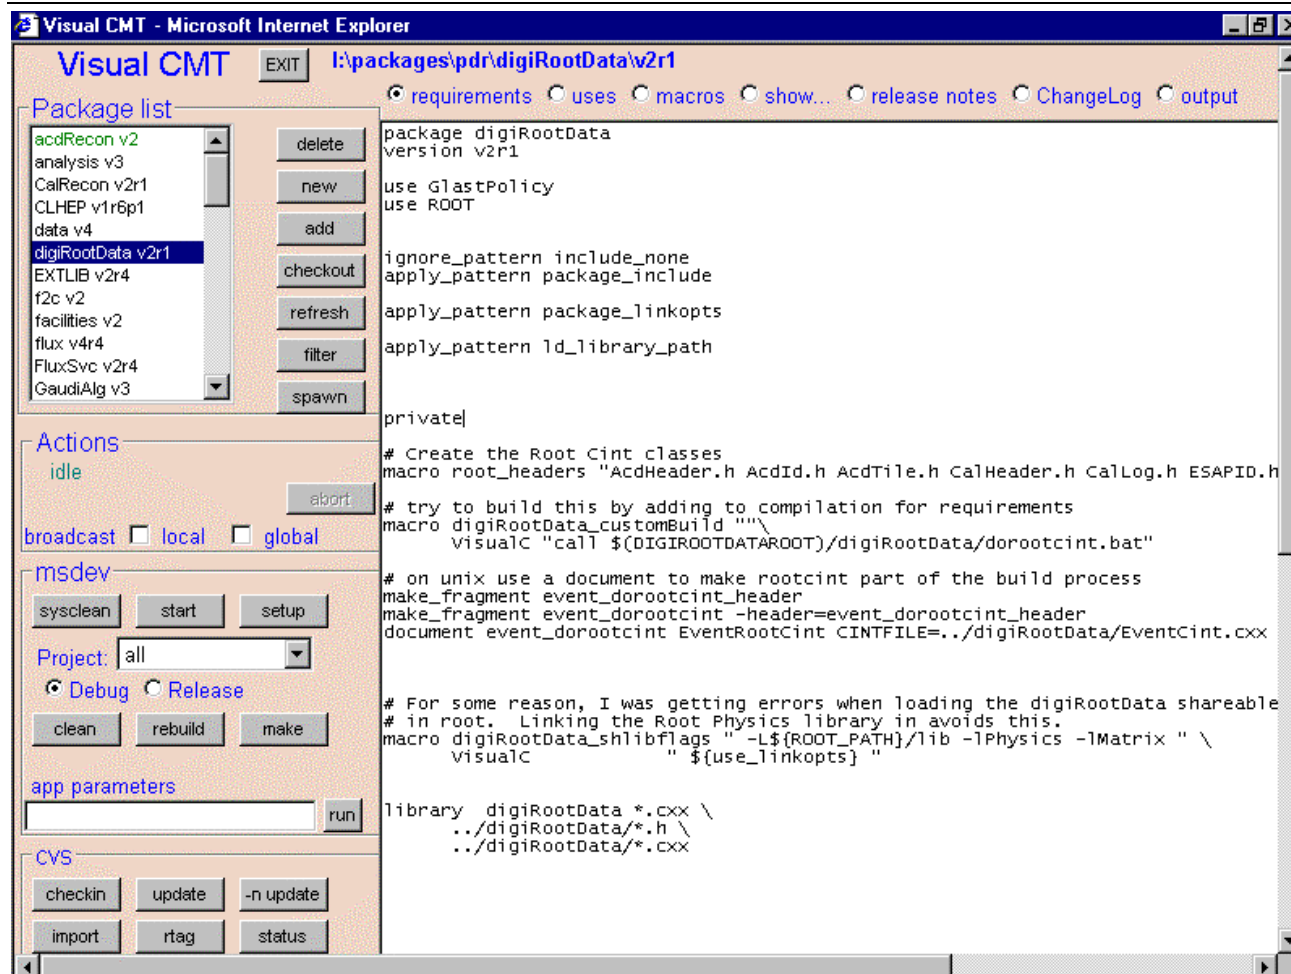 Visual CMT - Microsoft Internet Explorer
Visual CMT
EXIT
I:\packages\pdr\digiRootData\v2r1
requirements uses macros show... release notes ChangeLog output
Package list
acdRecon v2
analysis v3
CalRecon v2r1
CLHEP v1r6p1
data v4
digiRootData v2r1
EXTLIB v2r4
f2c v2
facilities v2
flux v4r4
FluxSvc v2r4
GaudiAlg v3
delete
new
add
checkout
refresh
filter
spawn
Actions
idle
abort
broadcast local global
msdev
sysclean start setup
Project: all
Debug Release
clean rebuild make
app parameters
run
CVS
checkin update -n update
import rtag status
package digiRootData
version v2r1
use GlastPolicy
use ROOT
ignore_pattern include_none
apply_pattern package_include
apply_pattern package_linkopts
apply_pattern ld_library_path
private
# Create the Root Cint classes
macro root_headers "AcdHeader.h AcdId.h AcdTile.h CalHeader.h CalLog.h ESAPID.h
# try to build this by adding to compilation for requirements
macro digiRootData_customBuild ""\
VisualC "call $(DIGIROOTDATAROOT)/digiRootData/dorootcint.bat"
# on unix use a document to make rootcint part of the build process
make_fragment event_dorootcint_header
make_fragment event_dorootcint -header=event_dorootcint_header
document event_dorootcint EventRootCint CINTFILE=../digiRootData/EventCint.cxx
# For some reason, I was getting errors when loading the digiRootData shareable
# in root.  Linking the Root Physics library in avoids this.
macro digiRootData_shlibflags " -L${ROOT_PATH}/lib -lPhysics -lMatrix " \
VisualC " ${use_linkopts} "
library  digiRootData *.cxx \
../digiRootData/*.h \
../digiRootData/*.cxx